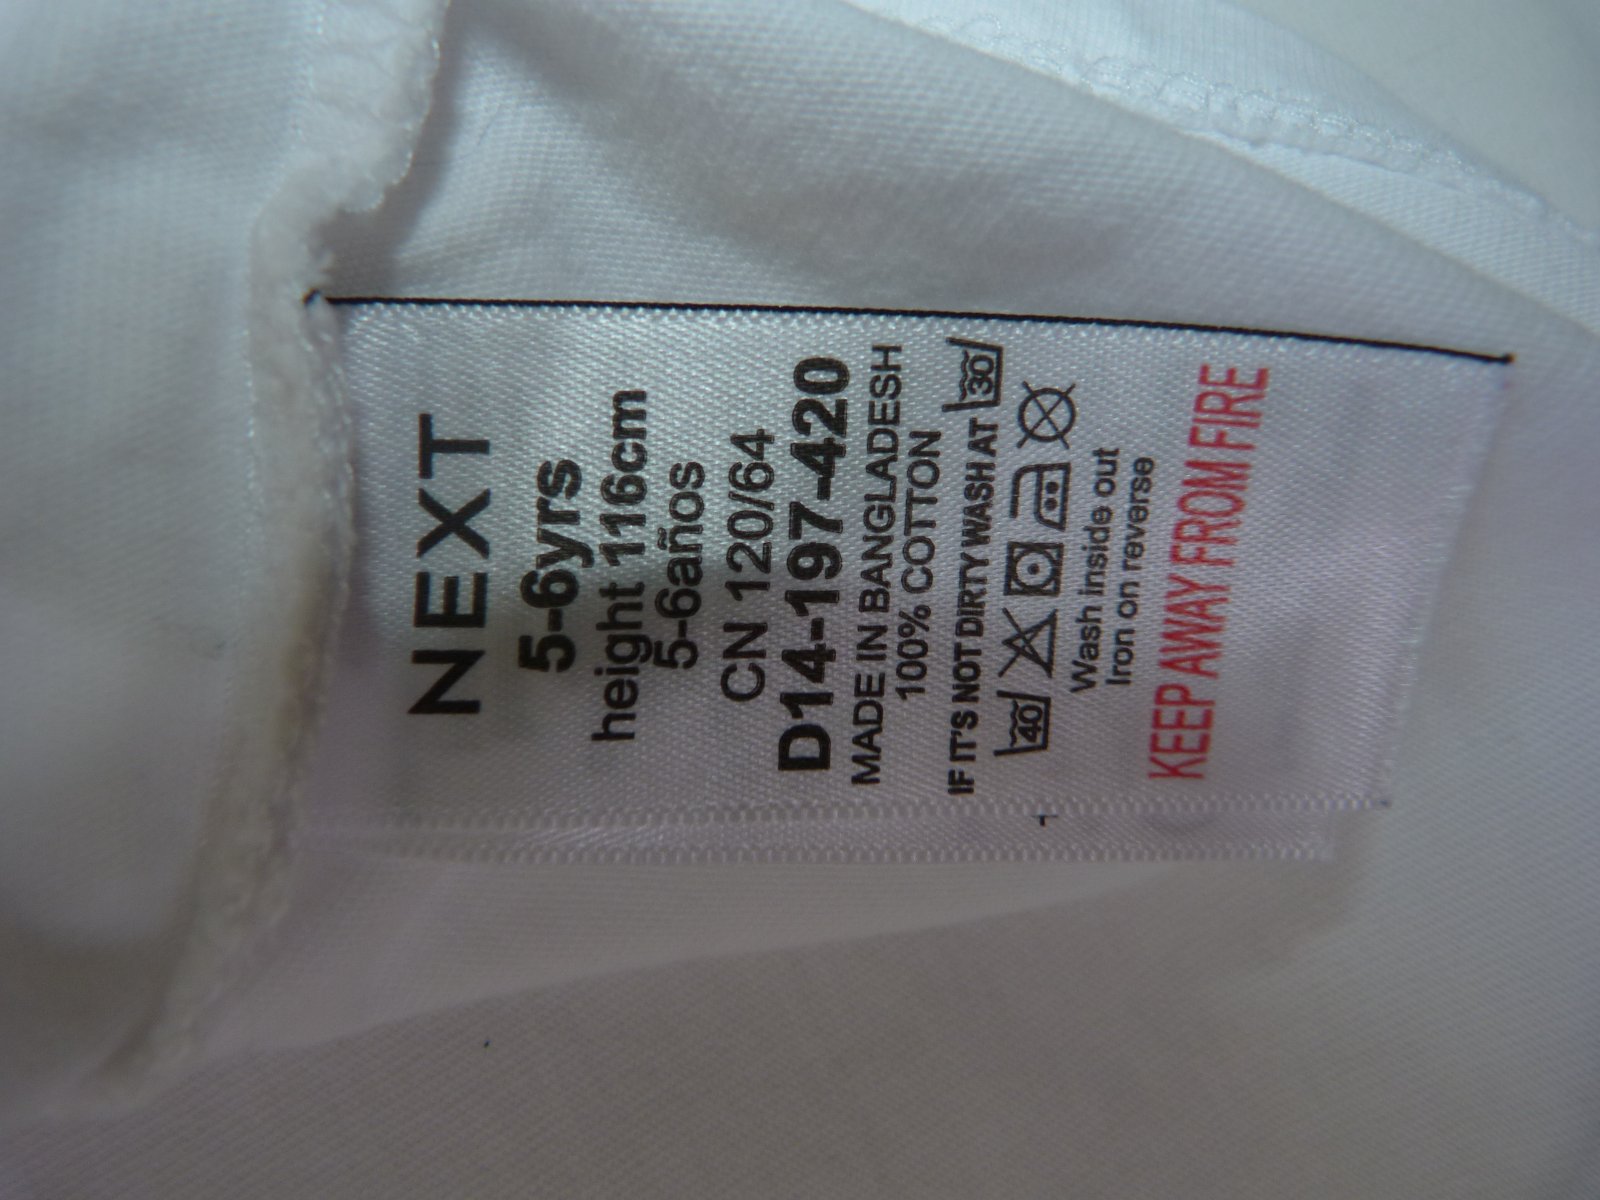 NEXT
5-6yrs
height 116cm
5-6años
CN 120/64
D14-197-420
MADE IN BANGLADESH
100% COTTON
IF IT'S NOT DIRTY WASH AT 30
40
Wash inside out
Iron on reverse
KEEP AWAY FROM FIRE